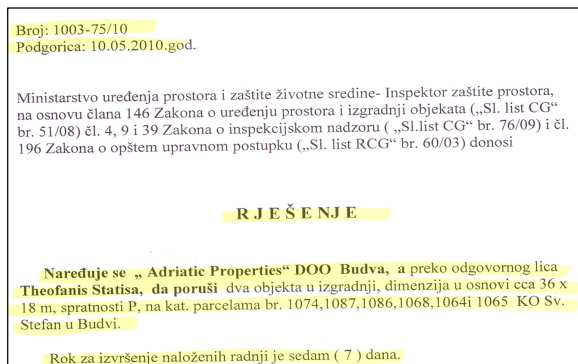 Broj: 1003-75/10
Podgorica: 10.05.2010.god.
Ministarstvo uređenja prostora i zaštite životne sredine- Inspektor zaštite prostora,
na osnovu člana 146 Zakona o uređenju prostora i izgradnji objekata („Sl. list CG“
br. 51/08) čl. 4, 9 i 39 Zakona o inspekcijskom nadzoru ( „Sl.list CG“ br. 76/09) i čl.
196 Zakona o opštem upravnom postupku („Sl. list RCG“ br. 60/03) donosi
R J E Š E NJ E
Naređuje se „ Adriatic Properties“ DOO Budva, a preko odgovornog lica
Theofanis Statisa, da poruši dva objekta u izgradnji, dimenzija u osnovi cca 36 x
18 m, spratnosti P, na kat. parcelama br. 1074,1087,1086,1068,1064i 1065 KO Sv.
Stefan u Budvi.
Rok za izvršenje naloženih radnji je sedam ( 7 ) dana.